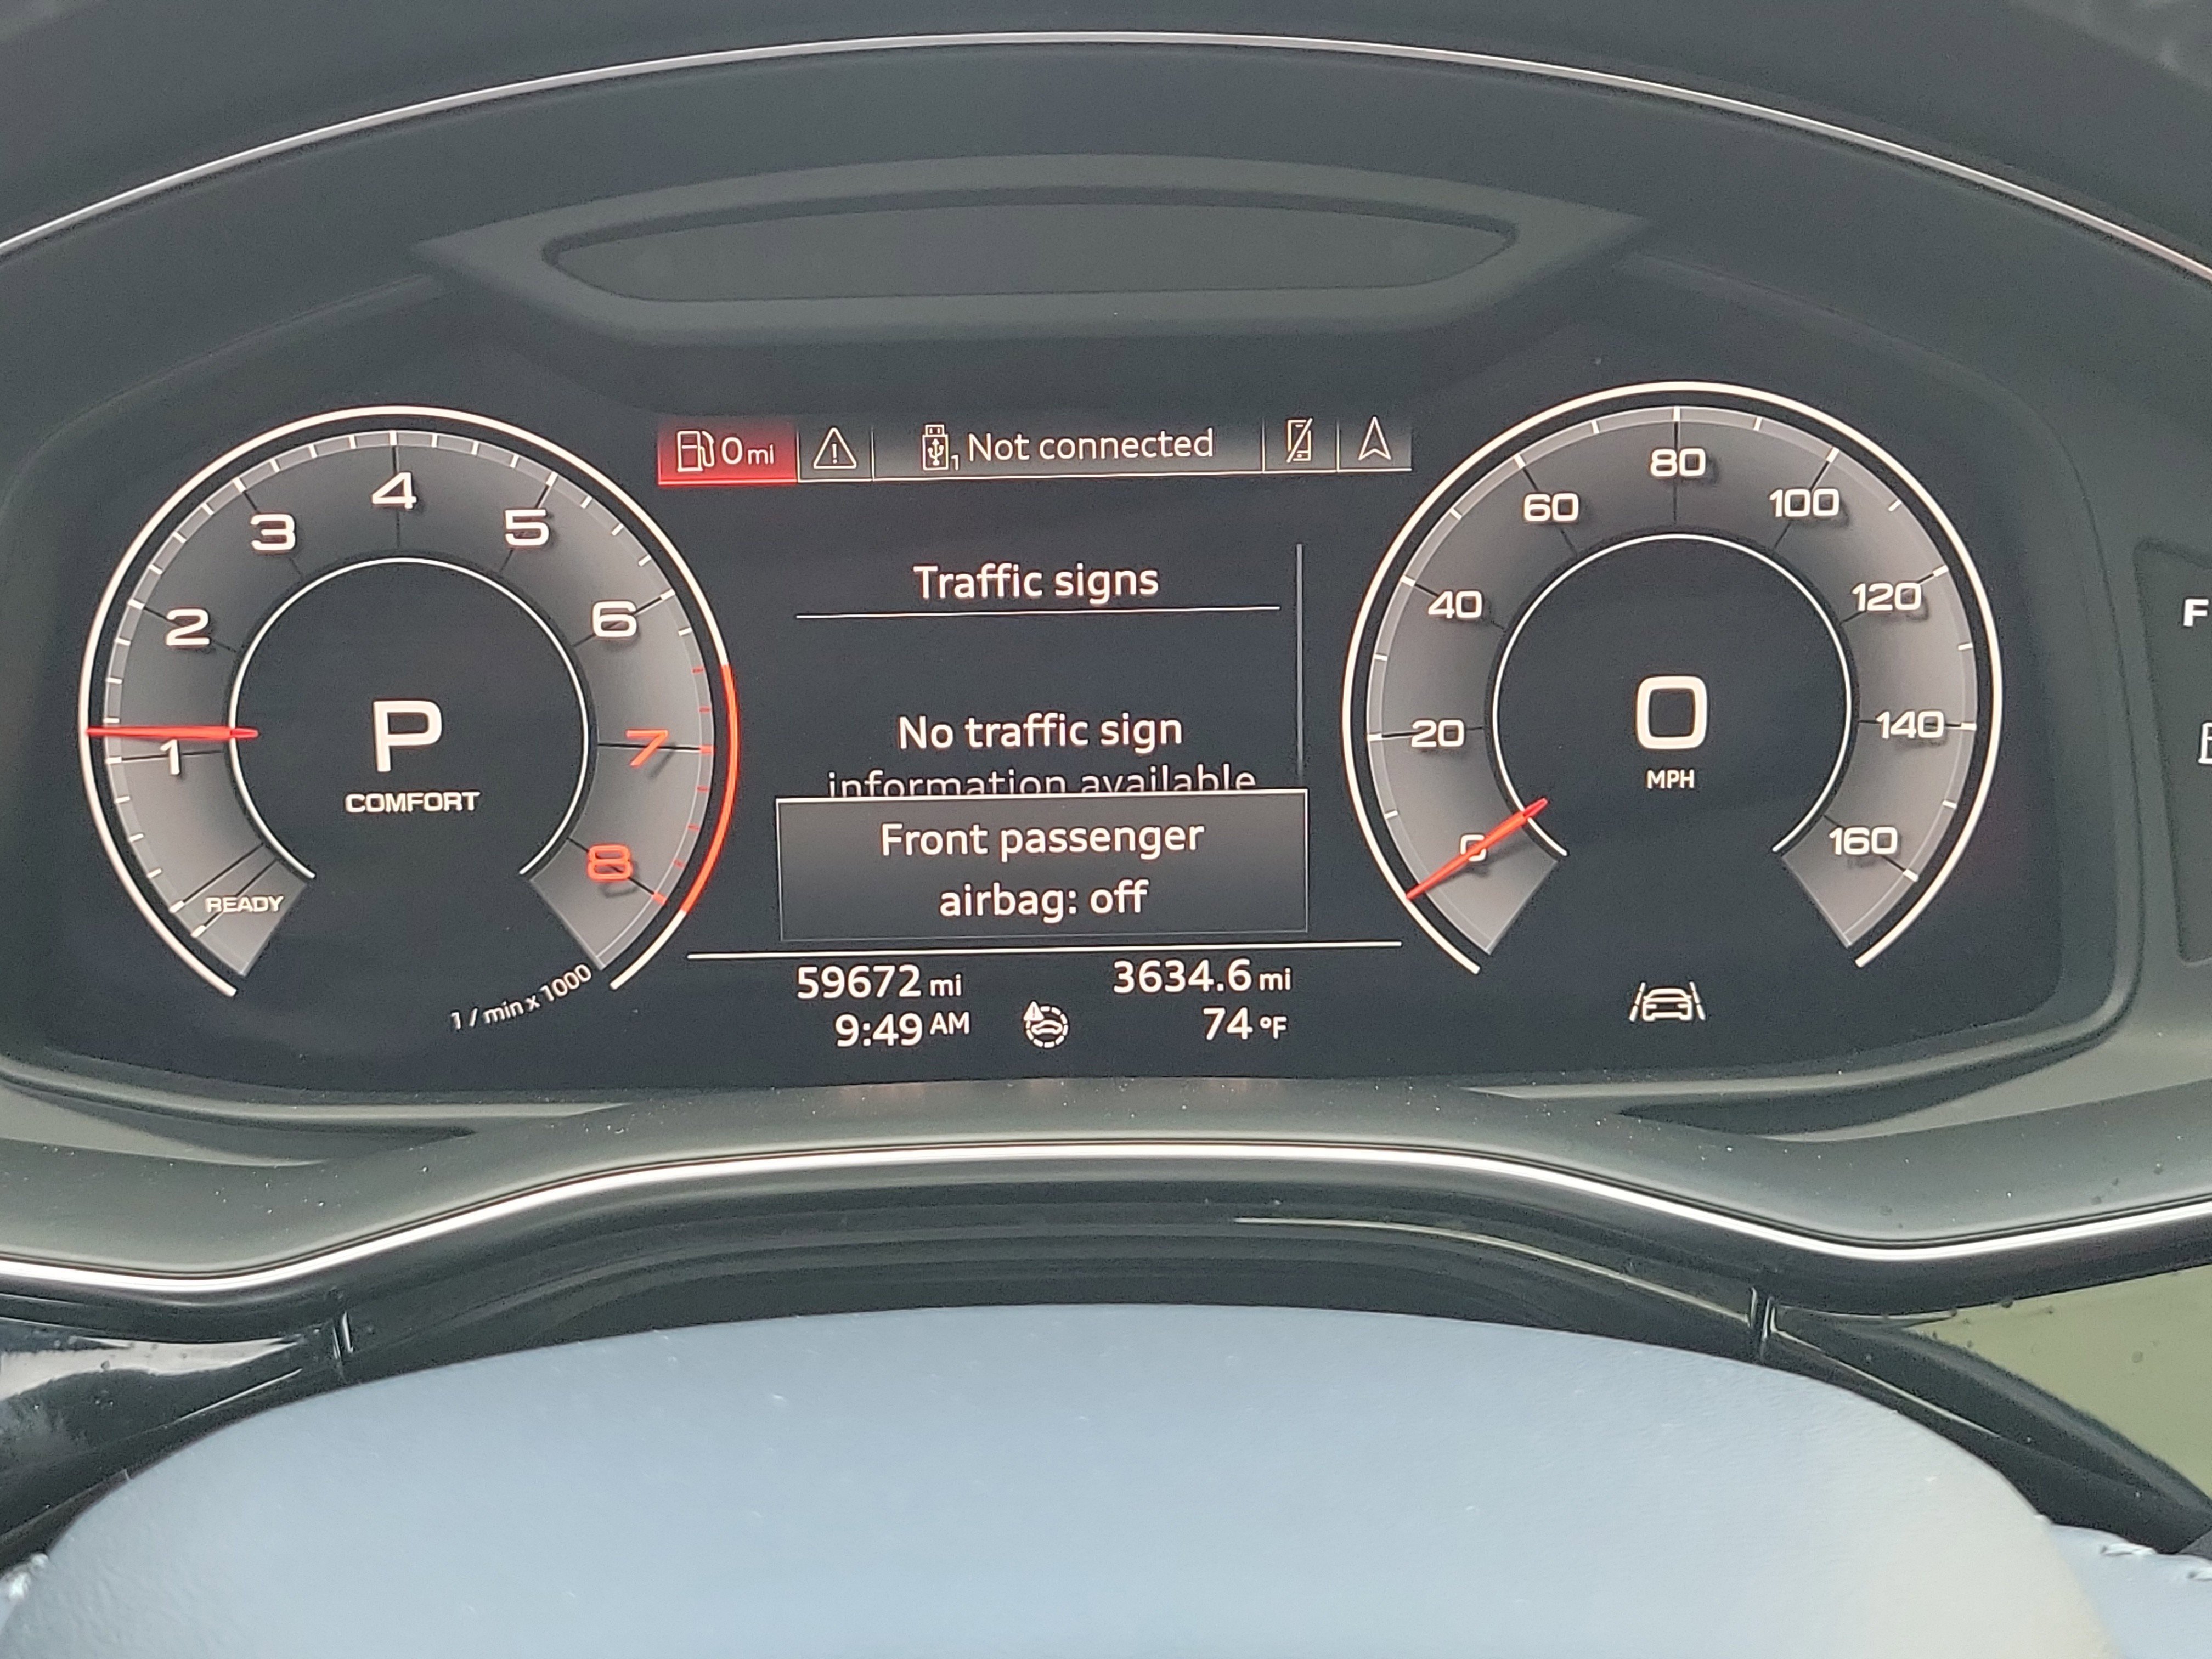 0 mi
1 Not connected
Traffic signs
No traffic sign
information available
Front passenger
airbag: off
59672 mi
3634.6 mi
9:49 AM
74 °F
1
2
3
4
5
6
7
8
READY
P
COMFORT
1 / min x 1000
0
20
40
60
80
100
120
140
160
0
MPH
F